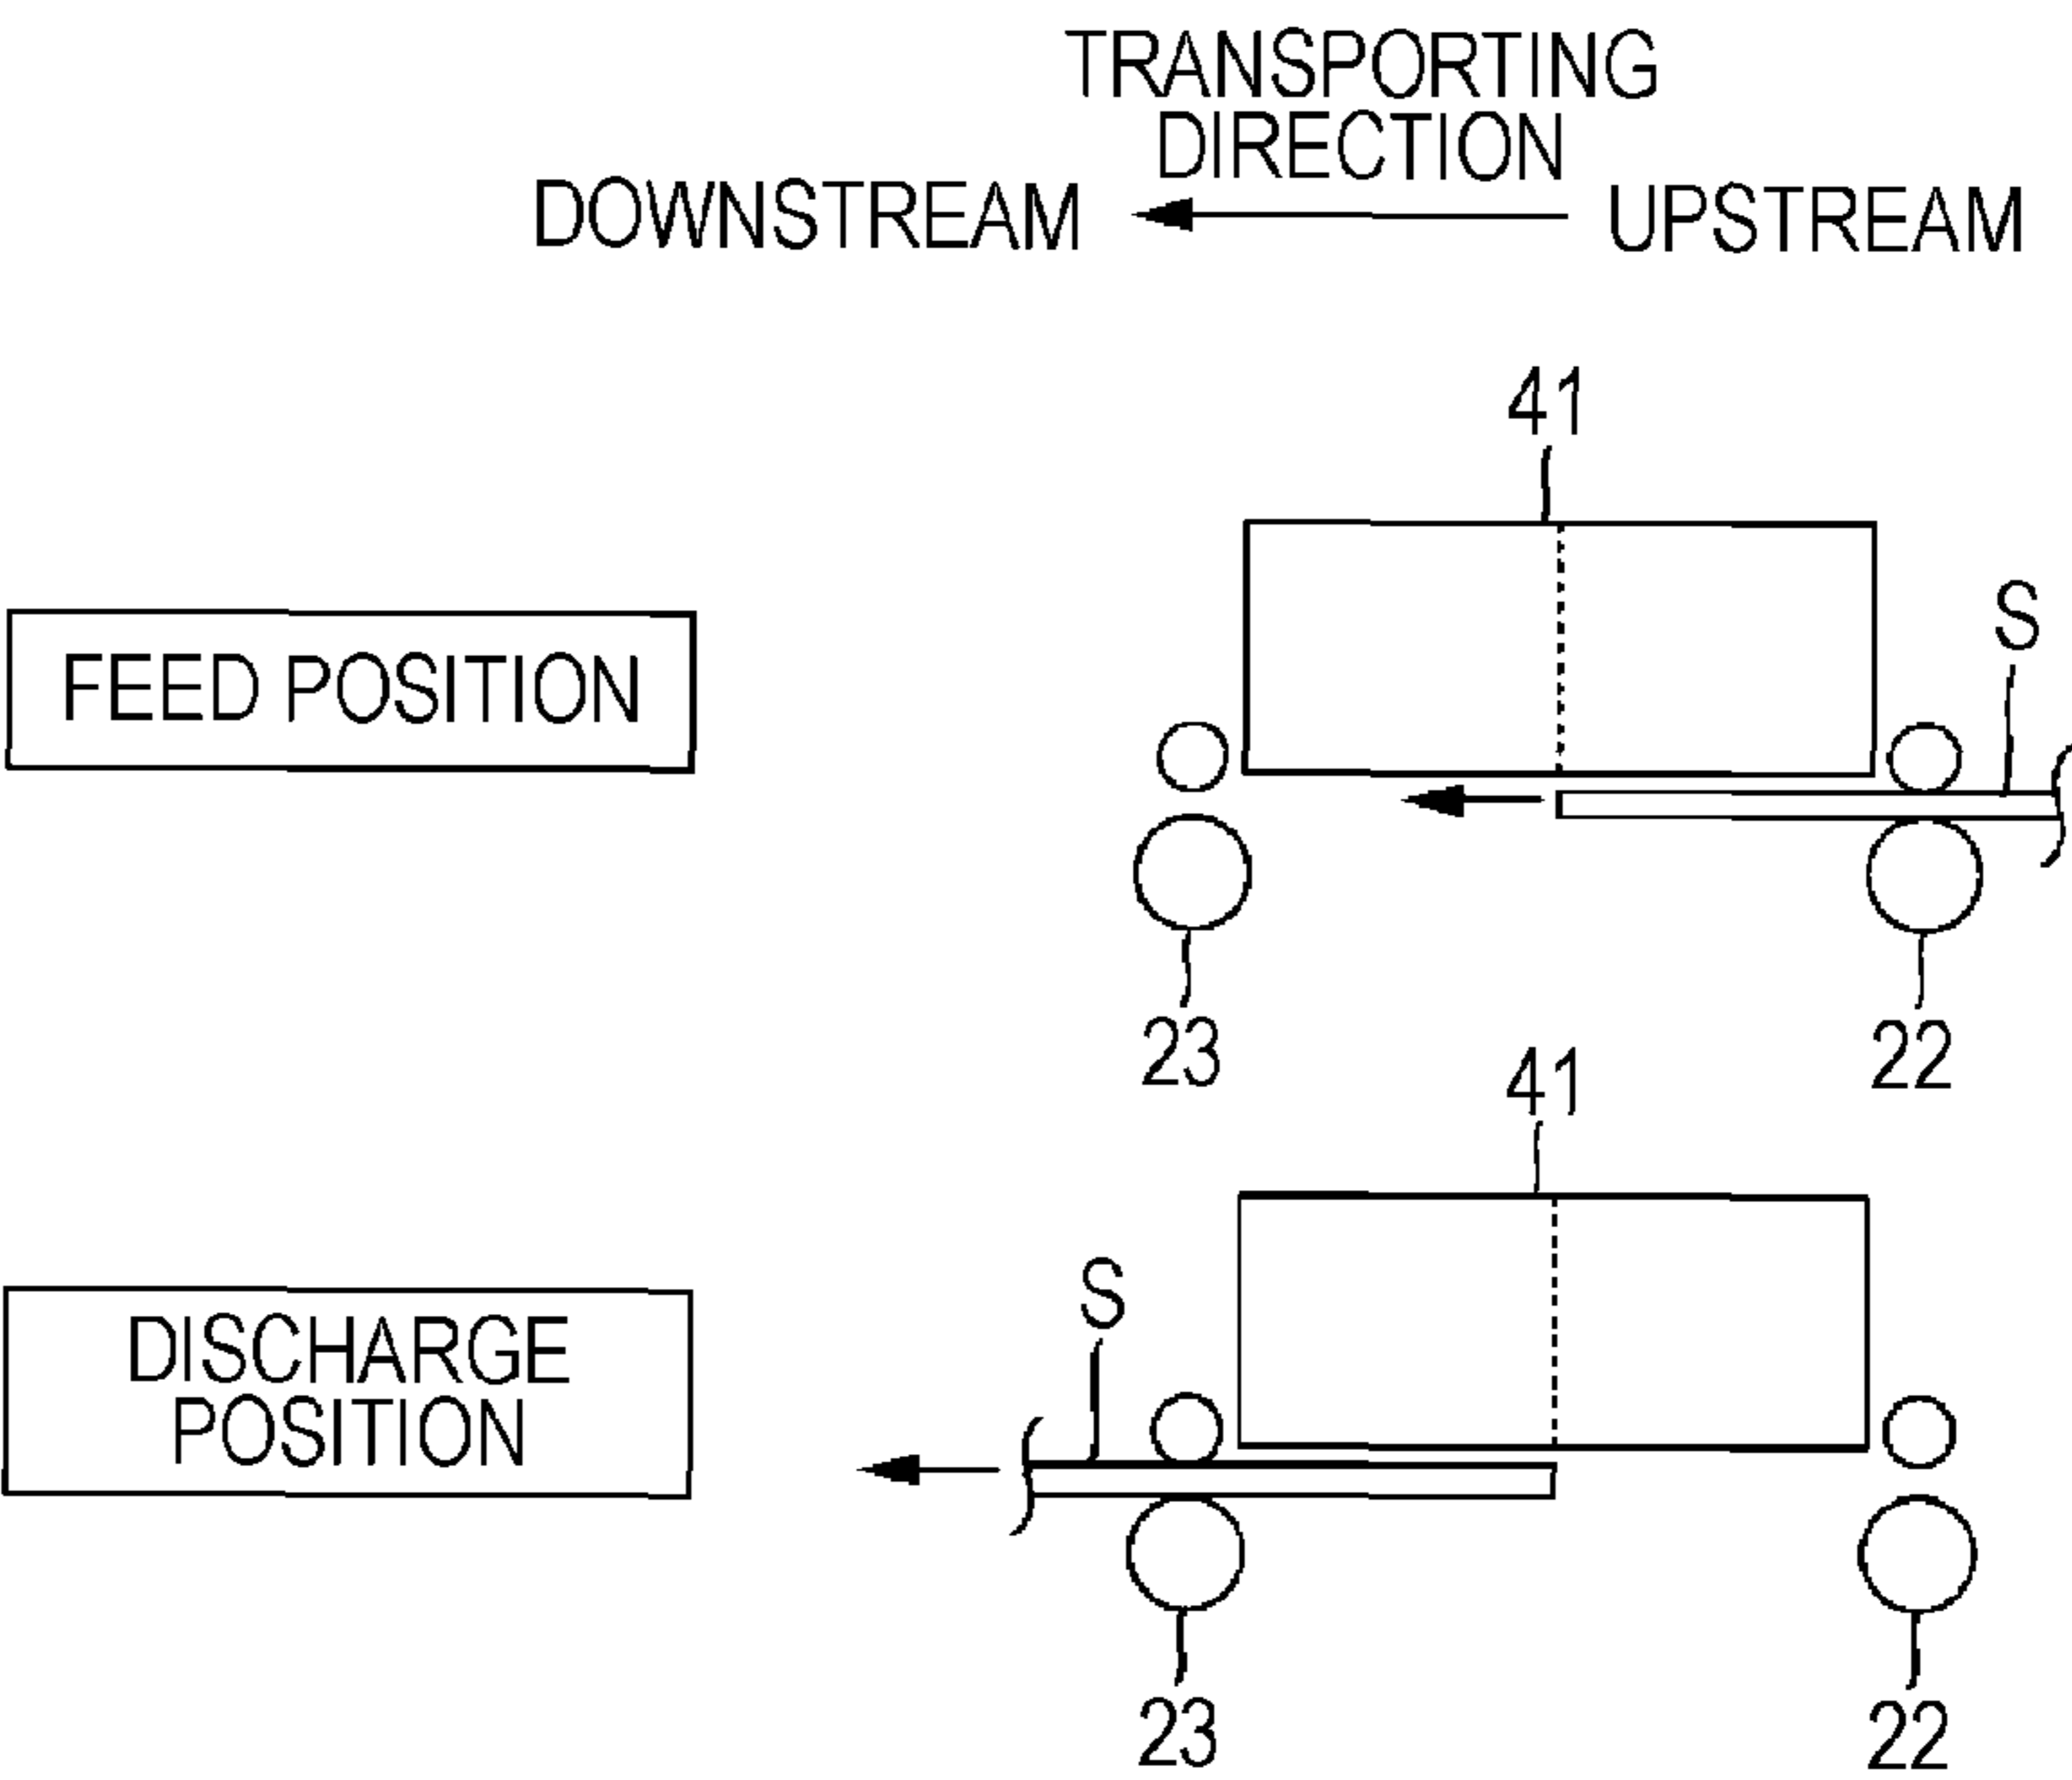 TRANSPORTING
DIRECTION
DOWNSTREAM
UPSTREAM
41
S
FEED POSITION
23
22
41
S
DISCHARGE
POSITION
23
22